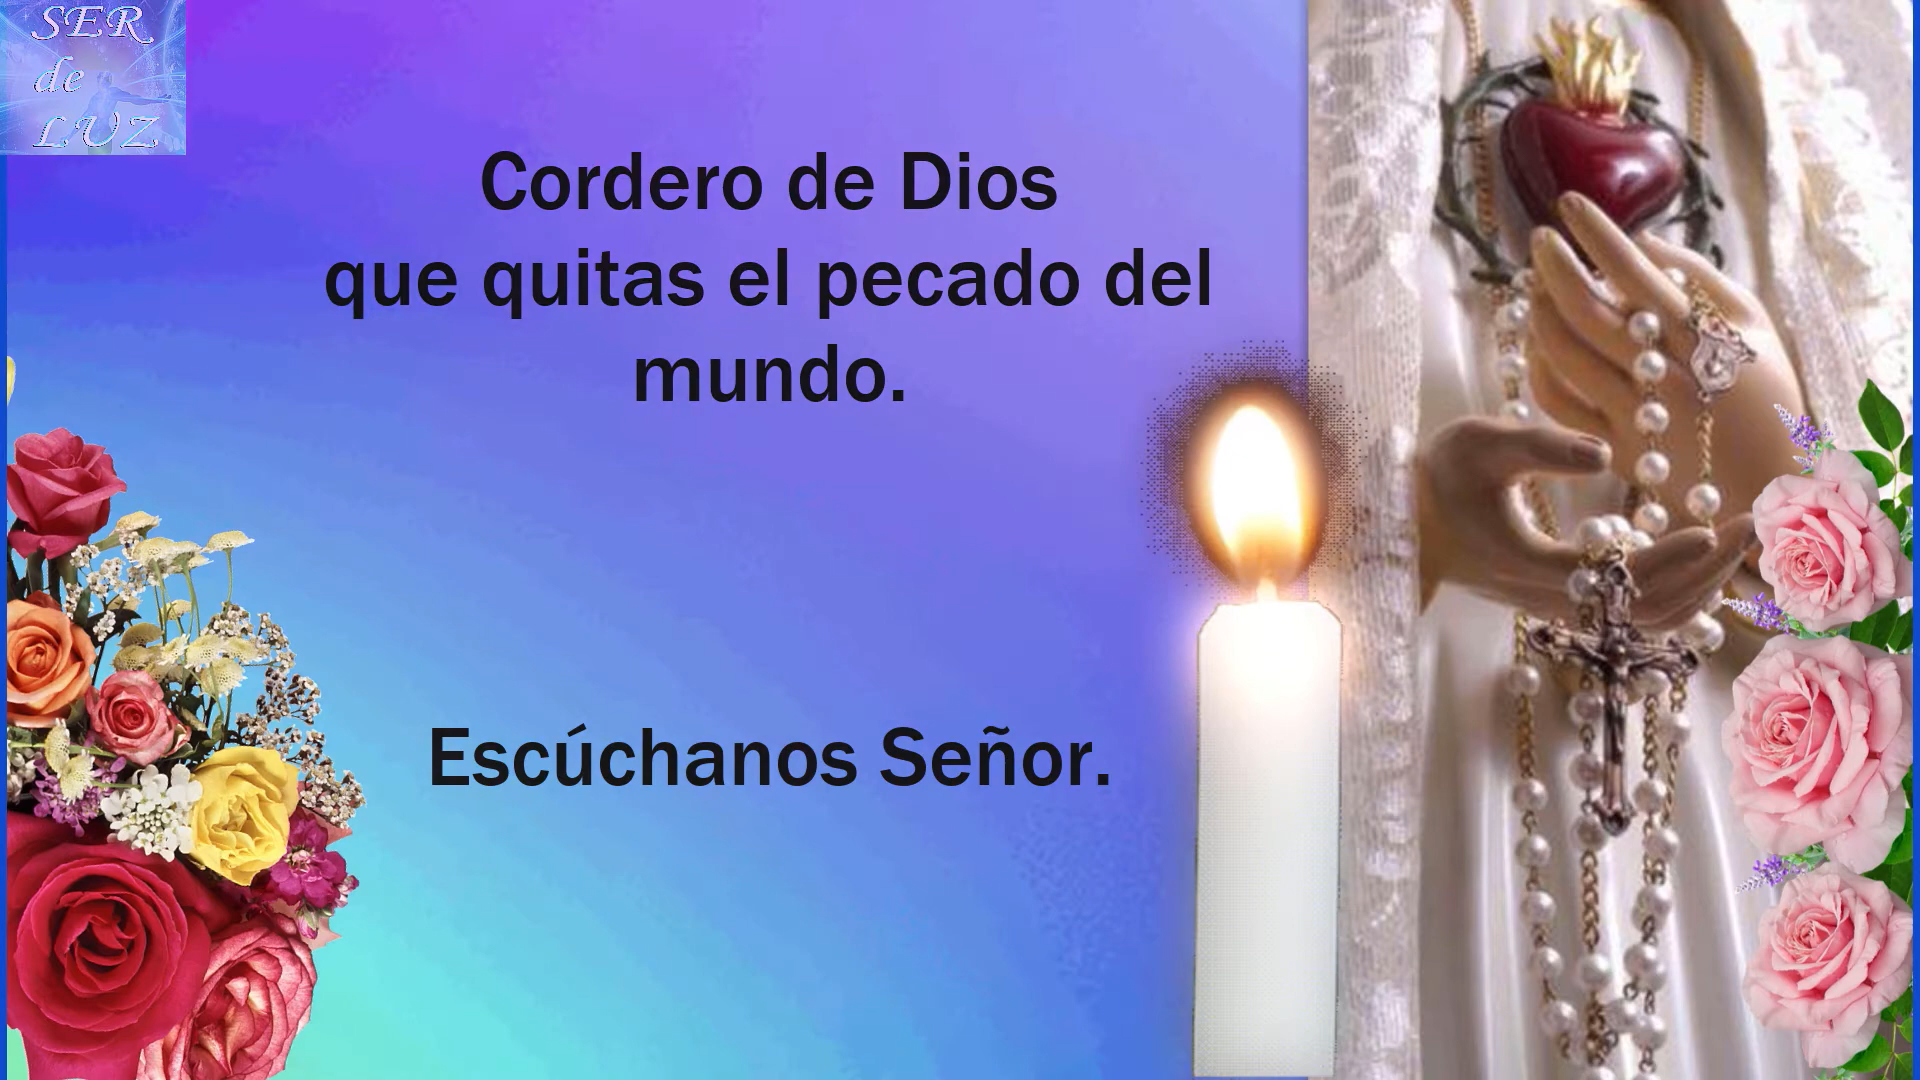 SER
de
LUZ
Cordero de Dios
que quitas el pecado del
mundo.
Escúchanos Señor.